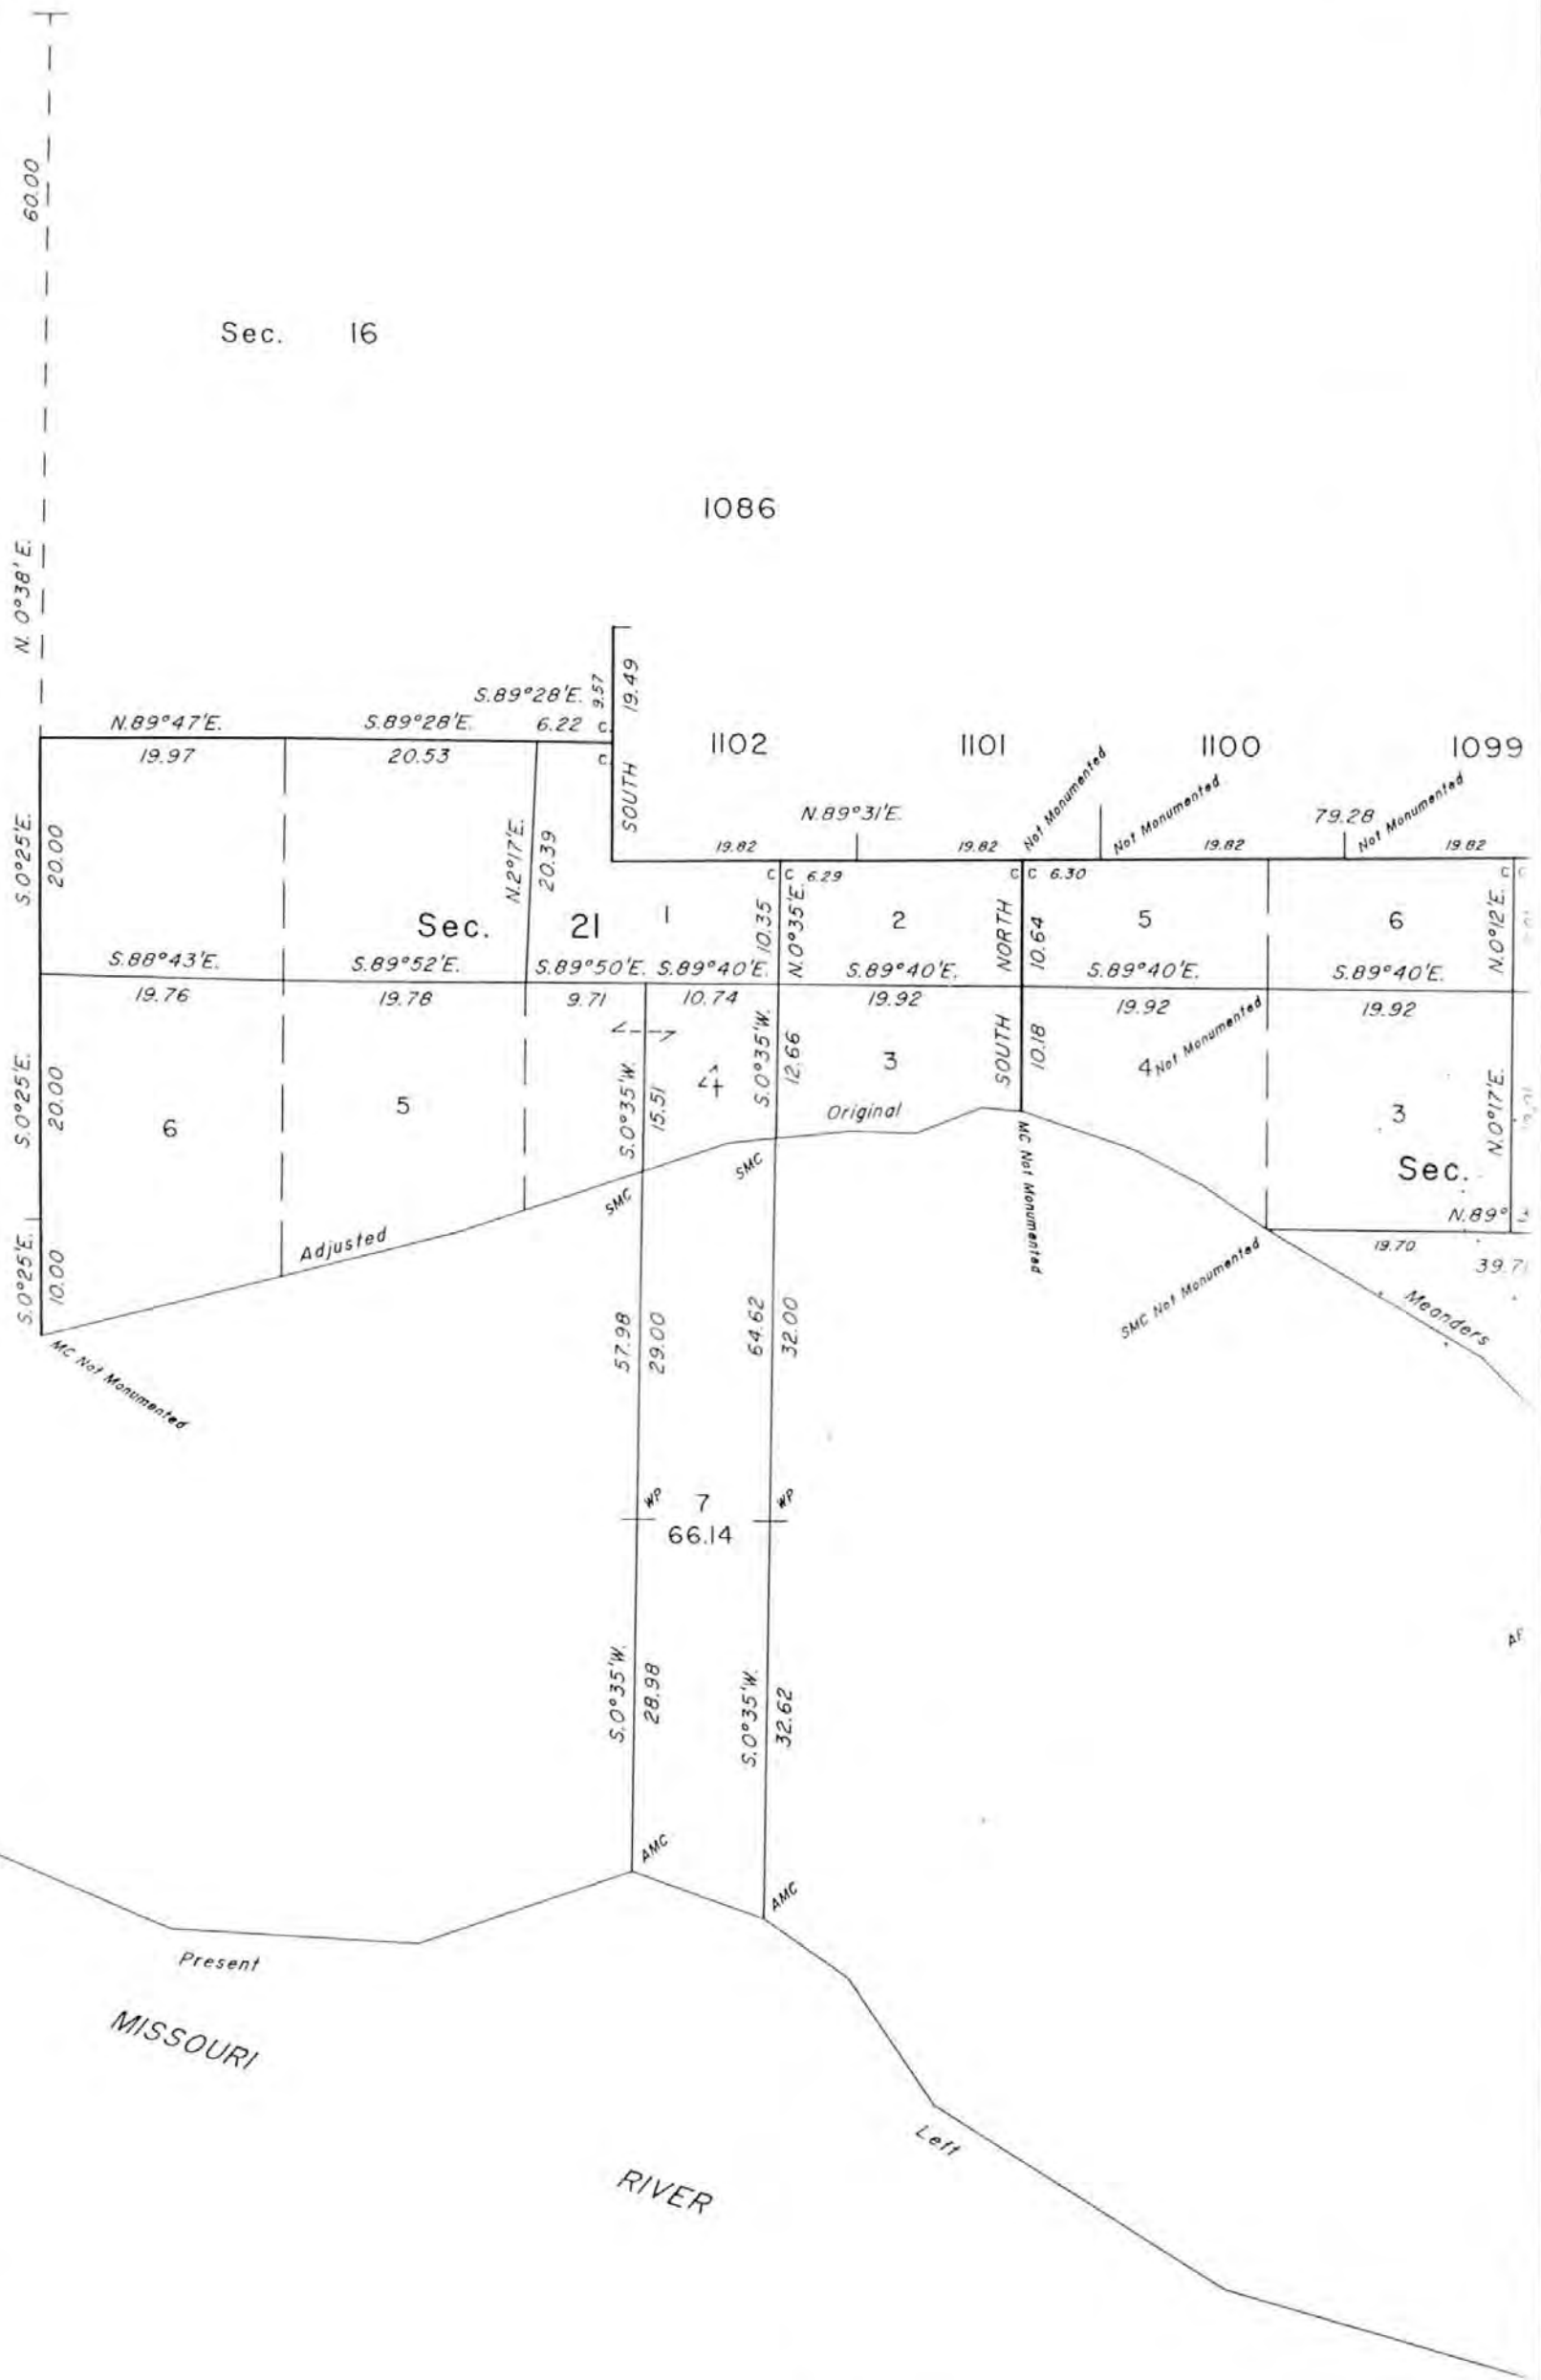 60.00
N. 0°38' E.
Sec. 16
1086
S.89°28'E.
9.57
19.49
SOUTH
N.89°47'E.
S.89°28'E.
6.22
C.
19.97
20.53
C.
1102
1101
1100
1099
Not Monumented
Not Monumented
Not Monumented
N.89°31'E.
79.28
19.82
19.82
19.82
19.82
S.0°25'E.
20.00
N.2°17'E.
20.39
C
C
6.29
C
C
6.30
C
Sec. 21
1
10.35
N.0°35'E.
2
NORTH
10.64
5
6
N.0°12'E.
S.88°43'E.
S.89°52'E.
S.89°50'E.
S.89°40'E.
S.89°40'E.
S.89°40'E.
S.89°40'E.
19.76
19.78
9.71
10.74
19.92
19.92
19.92
S.0°25'E.
20.00
6
5
S.0°35'W.
15.51
4
S.0°35'W.
12.66
3
SOUTH
10.18
4
Not Monumented
3
N.0°17'E.
Original
Sec.
SMC
SMC
MC Not Monumented
N.89°
19.70
39.71
S.0°25'E.
10.00
Adjusted
MC Not Monumented
SMC Not Monumented
Meanders
57.98
29.00
64.62
32.00
WP
7
WP
66.14
S.0°35'W.
28.98
S.0°35'W.
32.62
AMC
AMC
Present
MISSOURI
Left
RIVER